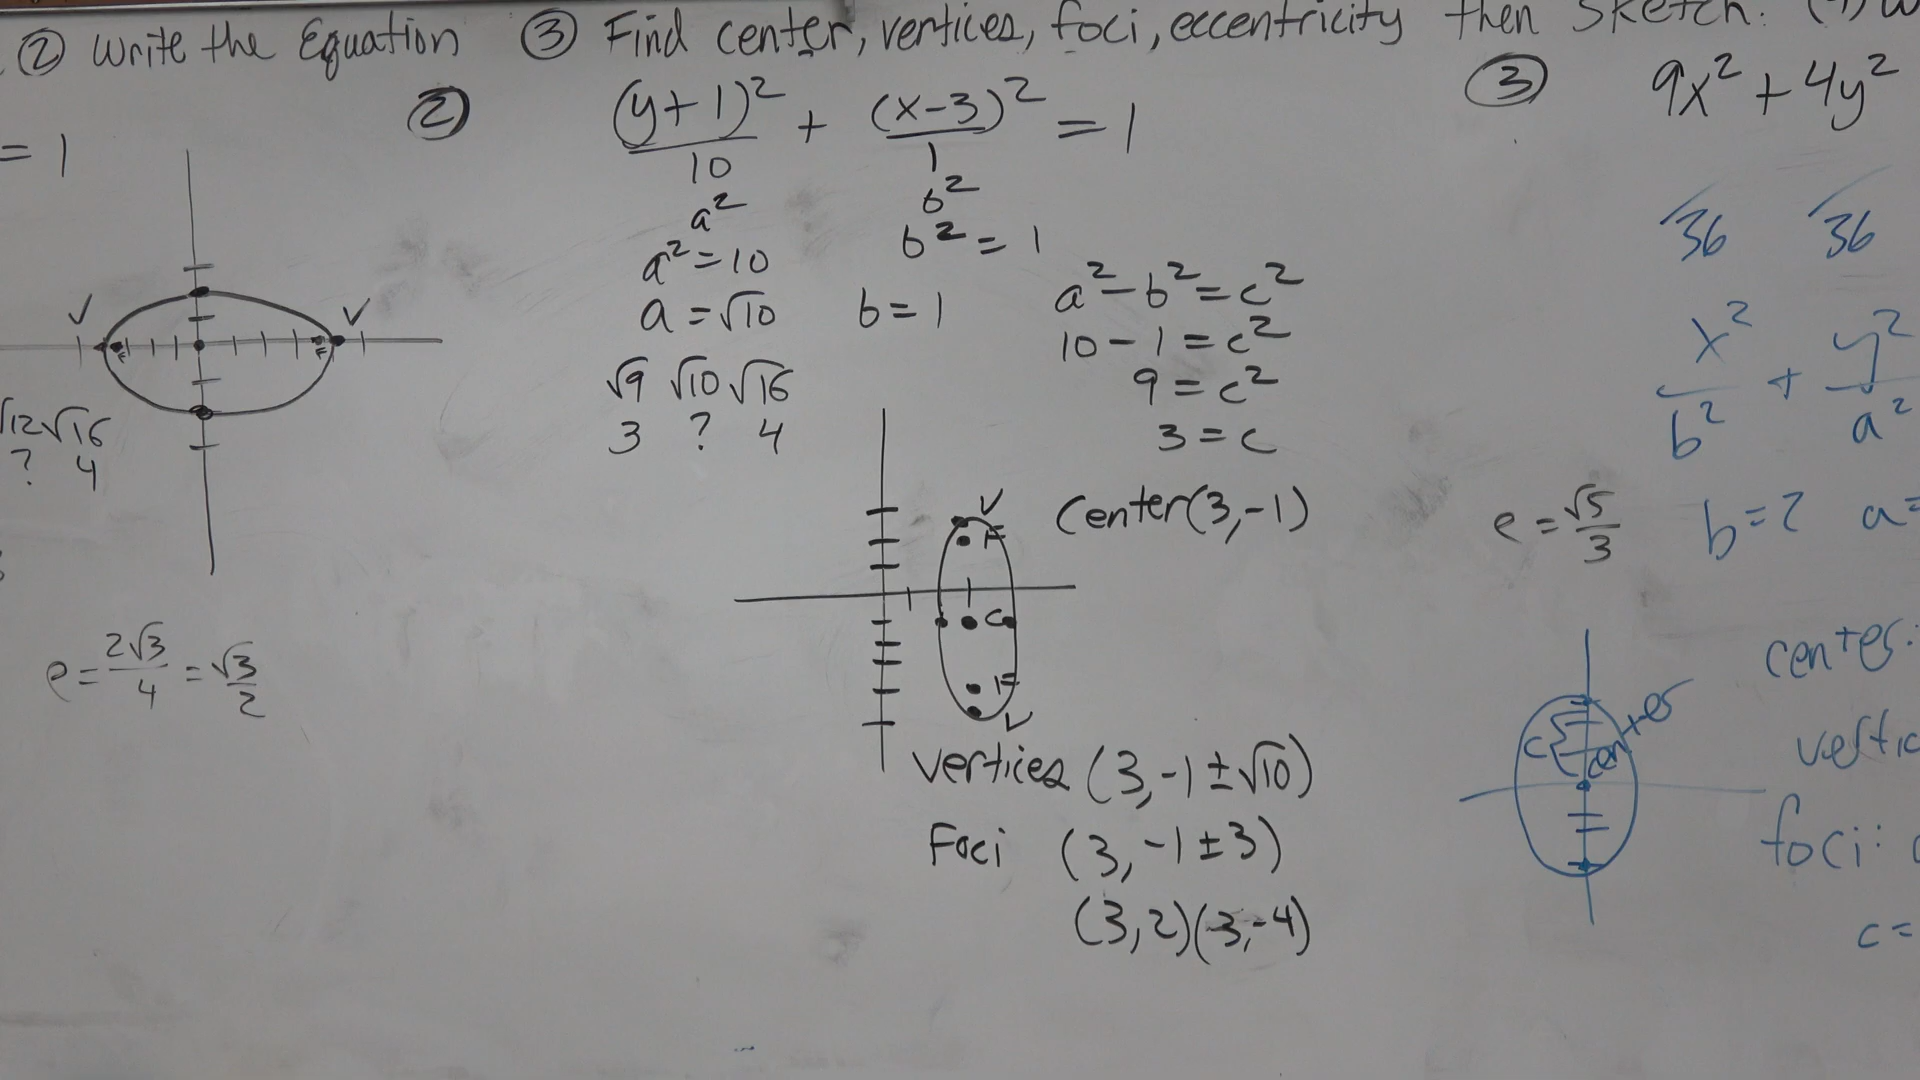 ② Write the Equation ③ Find center, vertices, foci, eccentricity then sketch.
= 1
√12 √16
? 4
V V
e = 2√3/4 = √3/2
②
(y+1)²/10 + (x-3)²/1 = 1
a² b²
a² = 10 b² = 1
a = √10 b = 1
√9 √10 √16
3 ? 4
a² - b² = c²
10 - 1 = c²
9 = c²
3 = c
Center (3, -1)
V
F
C
F
V
Vertices (3, -1 ± √10)
Foci (3, -1 ± 3)
(3, 2) (3, -4)
③ 9x² + 4y²
/36 /36
x²/b² + y²/a²
e = √5/3 b = 2 a =
c center
center:
vertic
foci:
c =